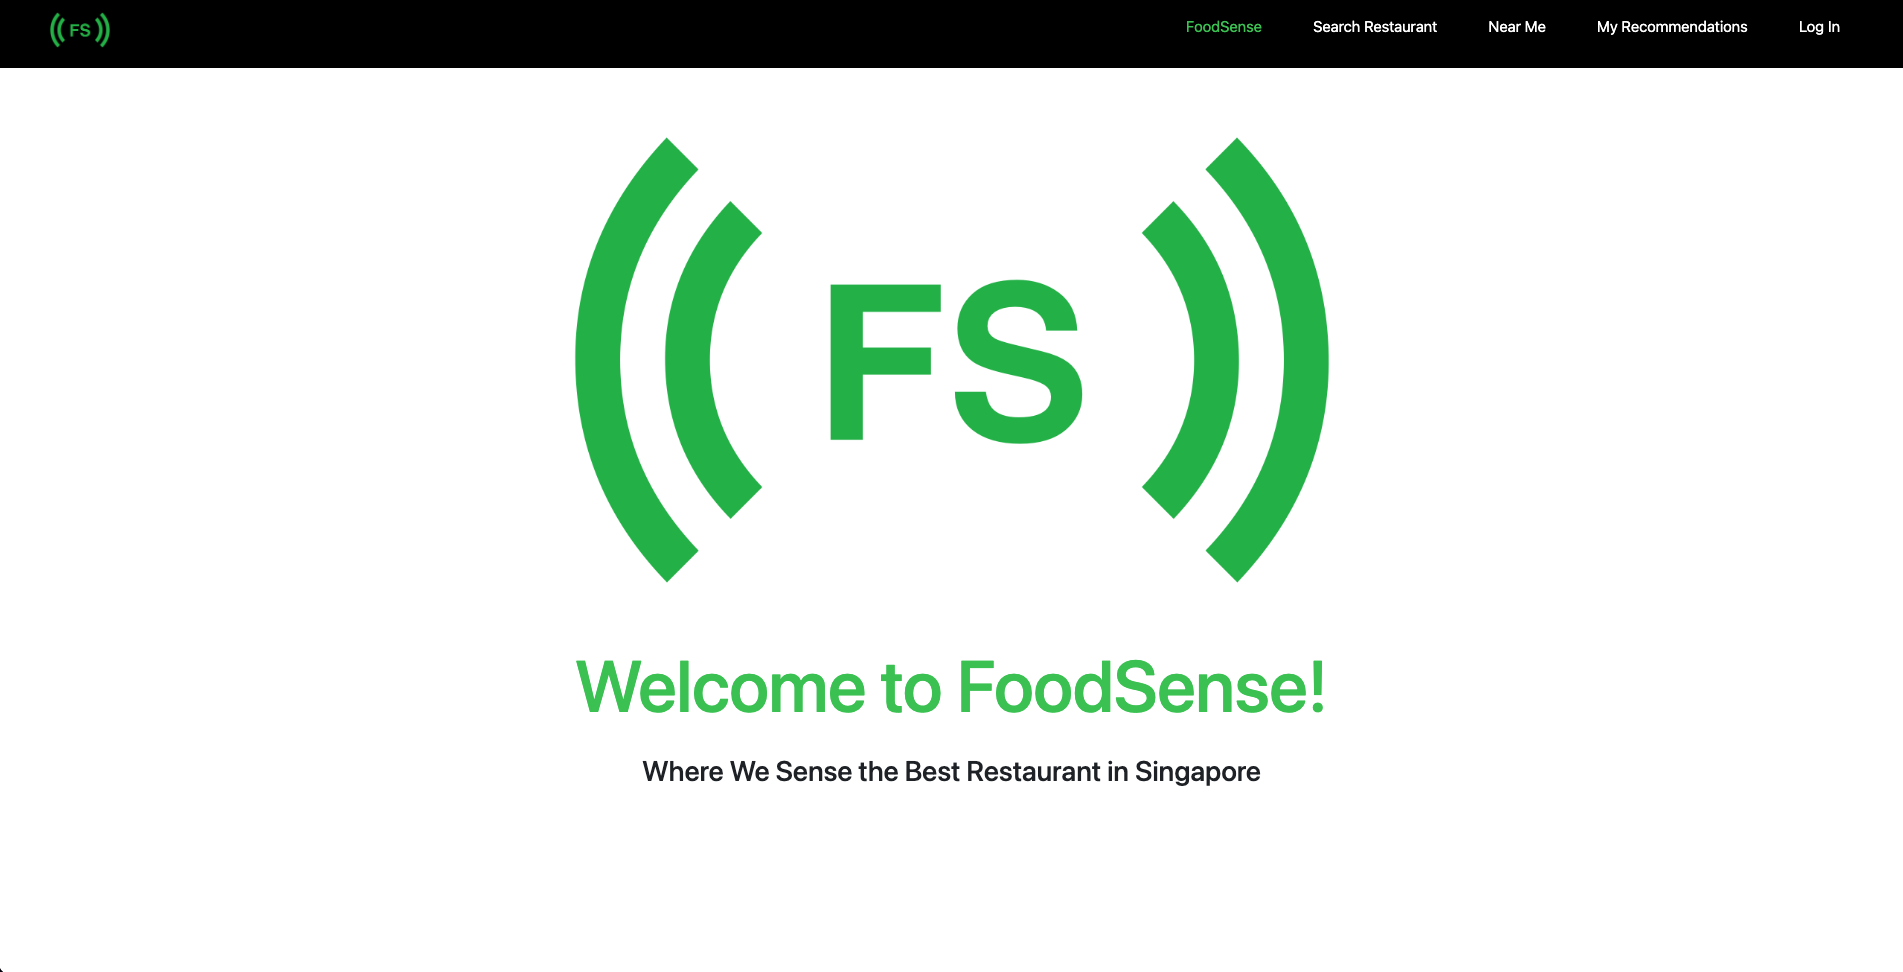 FS
FoodSense Search Restaurant Near Me My Recommendations Log In
FS
Welcome to FoodSense!
Where We Sense the Best Restaurant in Singapore